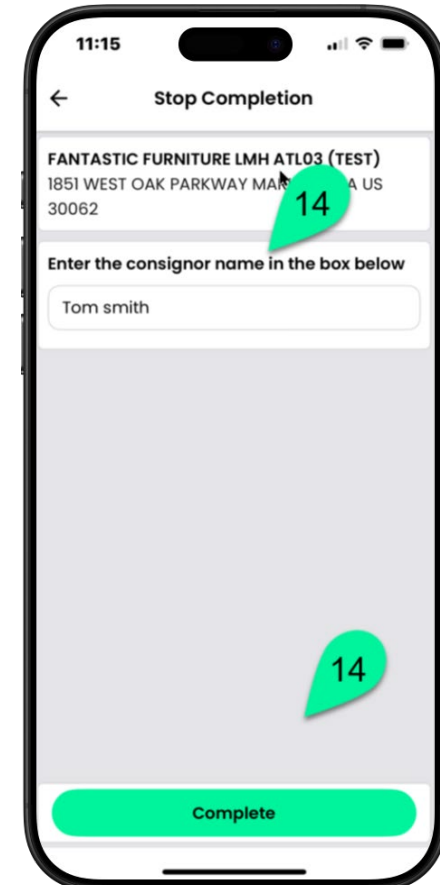 11:15
Stop Completion
FANTASTIC FURNITURE LMH ATL03 (TEST)
1851 WEST OAK PARKWAY A US
30062
14
Enter the consignor name in the box below
Tom smith
14
Complete